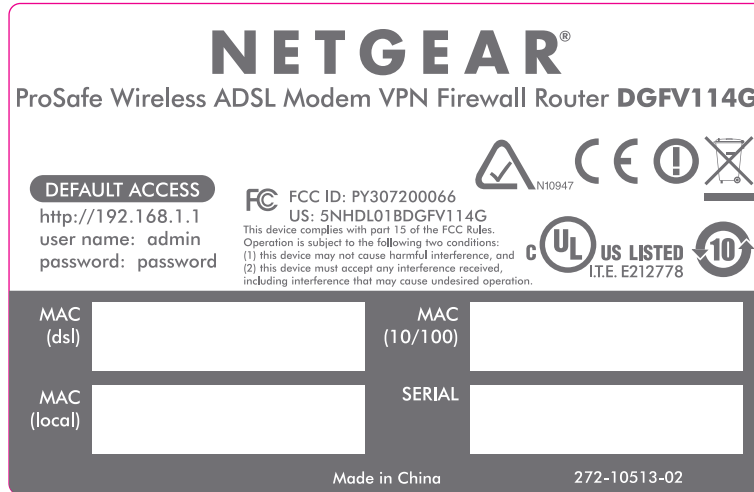 NETGEAR®
ProSafe Wireless ADSL Modem VPN Firewall Router DGFV114G
N10947
DEFAULT ACCESS
http://192.168.1.1
user name: admin
password: password
FC FCC ID: PY307200066
US: 5NHDL01BDGFV114G
This device complies with part 15 of the FCC Rules.
Operation is subject to the following two conditions:
(1) this device may not cause harmful interference, and
(2) this device must accept any interference received,
including interference that may cause undesired operation.
C UL US LISTED
I.T.E. E212778
10
MAC
(dsl)
MAC
(10/100)
MAC
(local)
SERIAL
Made in China
272-10513-02